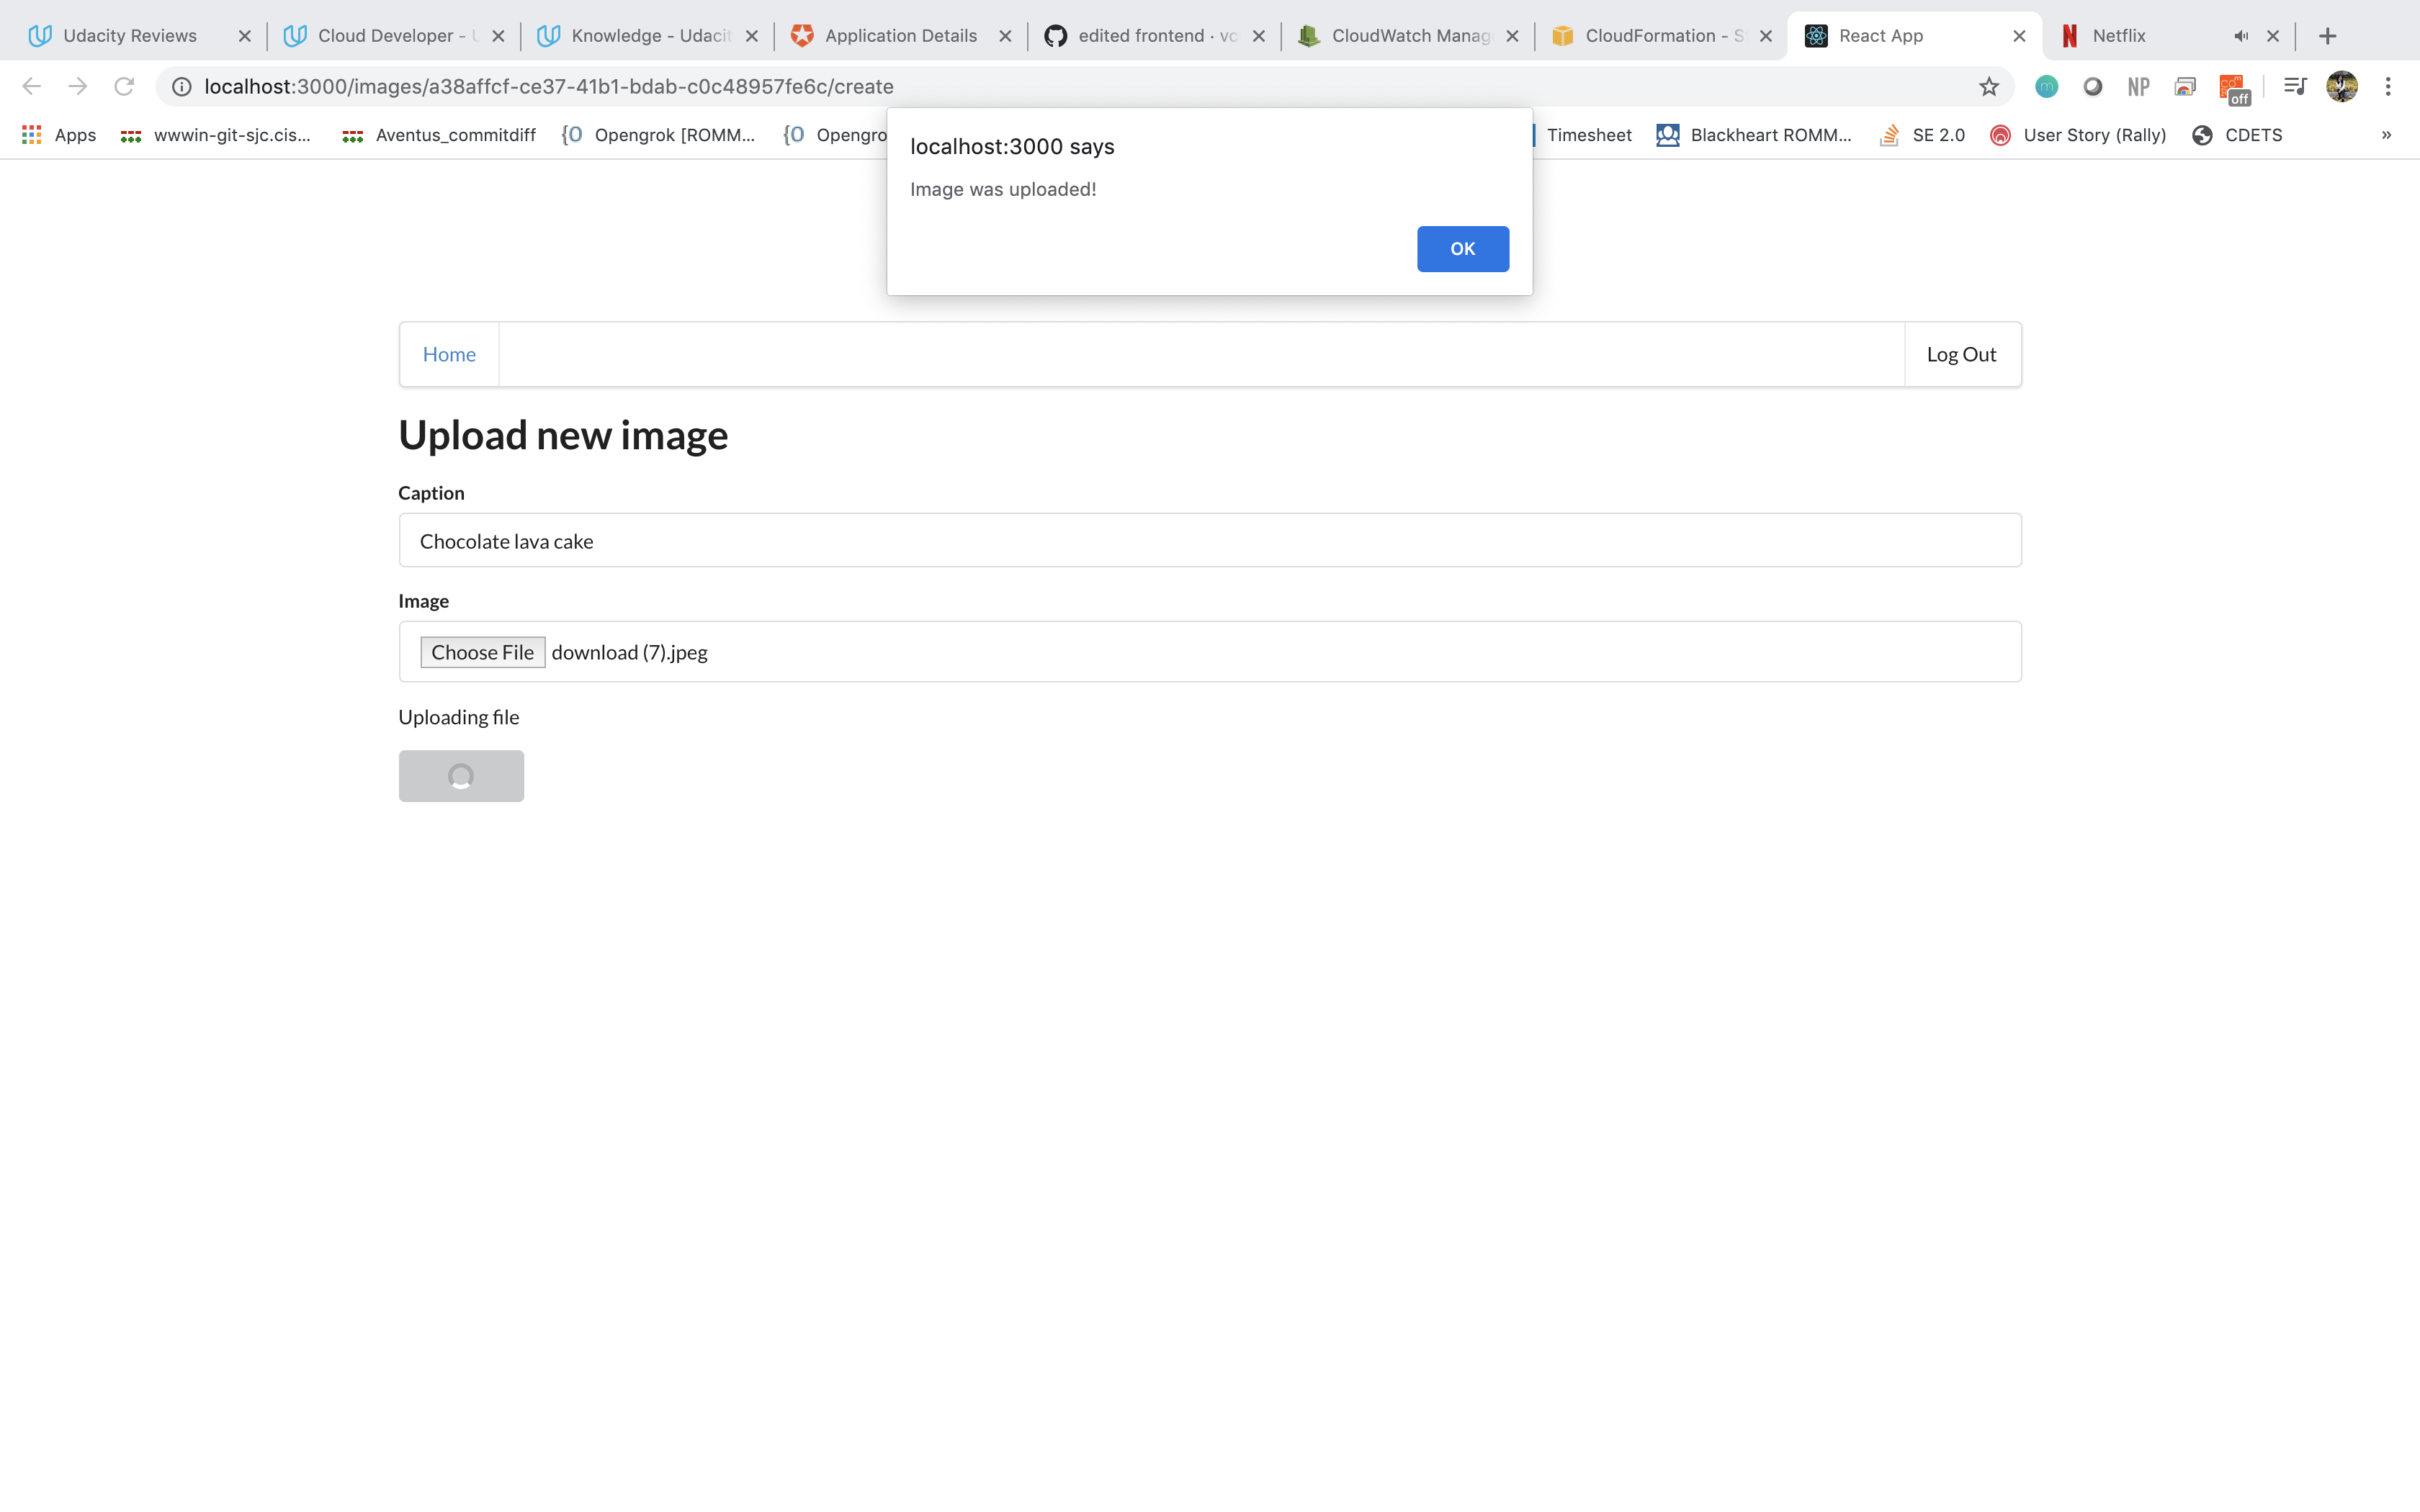 Udacity Reviews
Cloud Developer - U
Knowledge - Udacit
Application Details
edited frontend · vc
CloudWatch Manag
CloudFormation - S
React App
Netflix
localhost:3000/images/a38affcf-ce37-41b1-bdab-c0c48957fe6c/create
m
NP
off
Apps
wwwin-git-sjc.cis...
Aventus_commitdiff
Opengrok [ROMM...
Opengro
Timesheet
Blackheart ROMM...
SE 2.0
User Story (Rally)
CDETS
»
localhost:3000 says
Image was uploaded!
OK
Home
Log Out
Upload new image
Caption
Chocolate lava cake
Image
Choose File download (7).jpeg
Uploading file